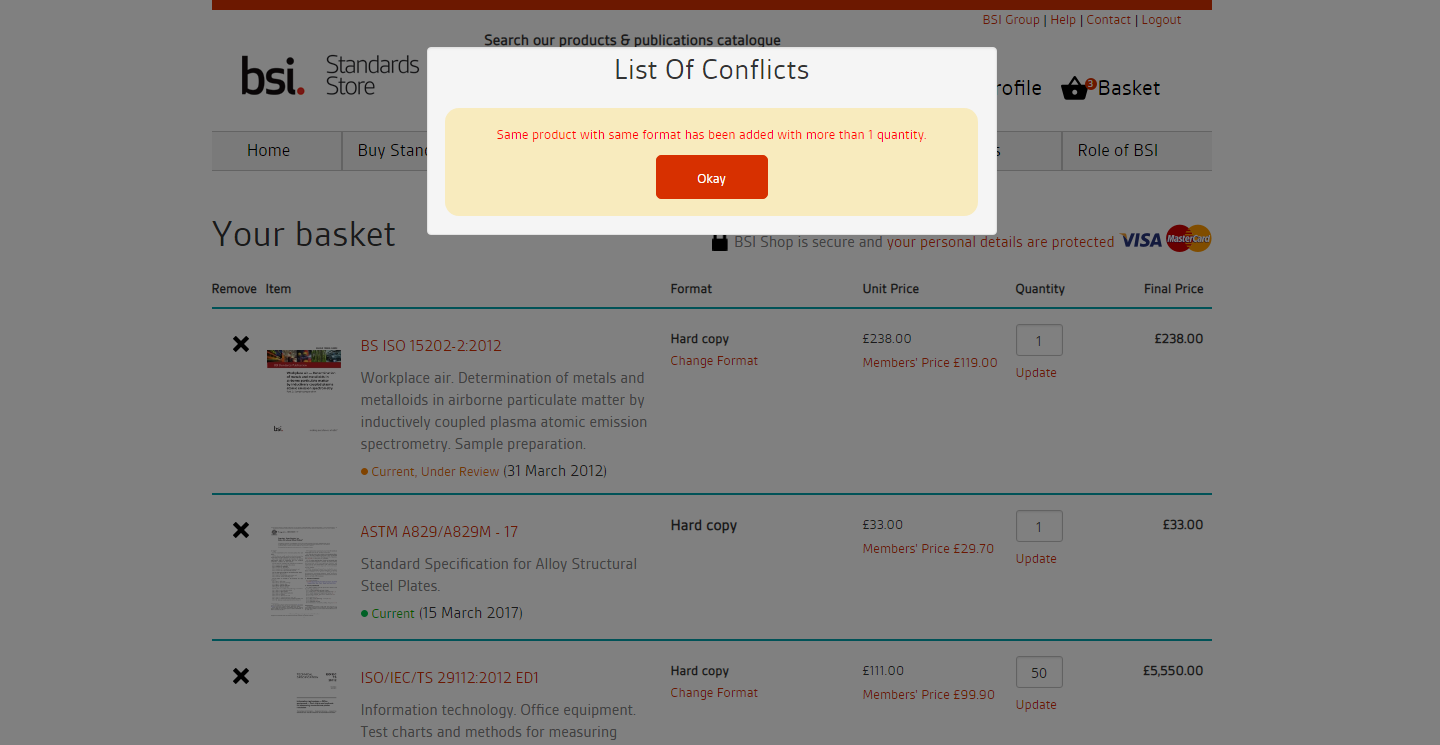 BSI Group | Help | Contact | Logout
Search our products & publications catalogue
bsi. Standards Store
List Of Conflicts
rofile
3 Basket
Same product with same format has been added with more than 1 quantity.
Okay
Home
Buy Stan
s
Role of BSI
Your basket
BSI Shop is secure and your personal details are protected VISA MasterCard
Remove Item Format Unit Price Quantity Final Price
BS ISO 15202-2:2012
Hard copy
Change Format
£238.00
Members' Price £119.00
1
Update
£238.00
Workplace air. Determination of metals and
metalloids in airborne particulate matter by
inductively coupled plasma atomic emission
spectrometry. Sample preparation.
Current, Under Review (31 March 2012)
bsi.
ASTM A829/A829M - 17
Hard copy
£33.00
Members' Price £29.70
1
Update
£33.00
Standard Specification for Alloy Structural
Steel Plates.
Current (15 March 2017)
ISO/IEC/TS 29112:2012 ED1
Hard copy
Change Format
£111.00
Members' Price £99.90
50
Update
£5,550.00
Information technology. Office equipment.
Test charts and methods for measuring